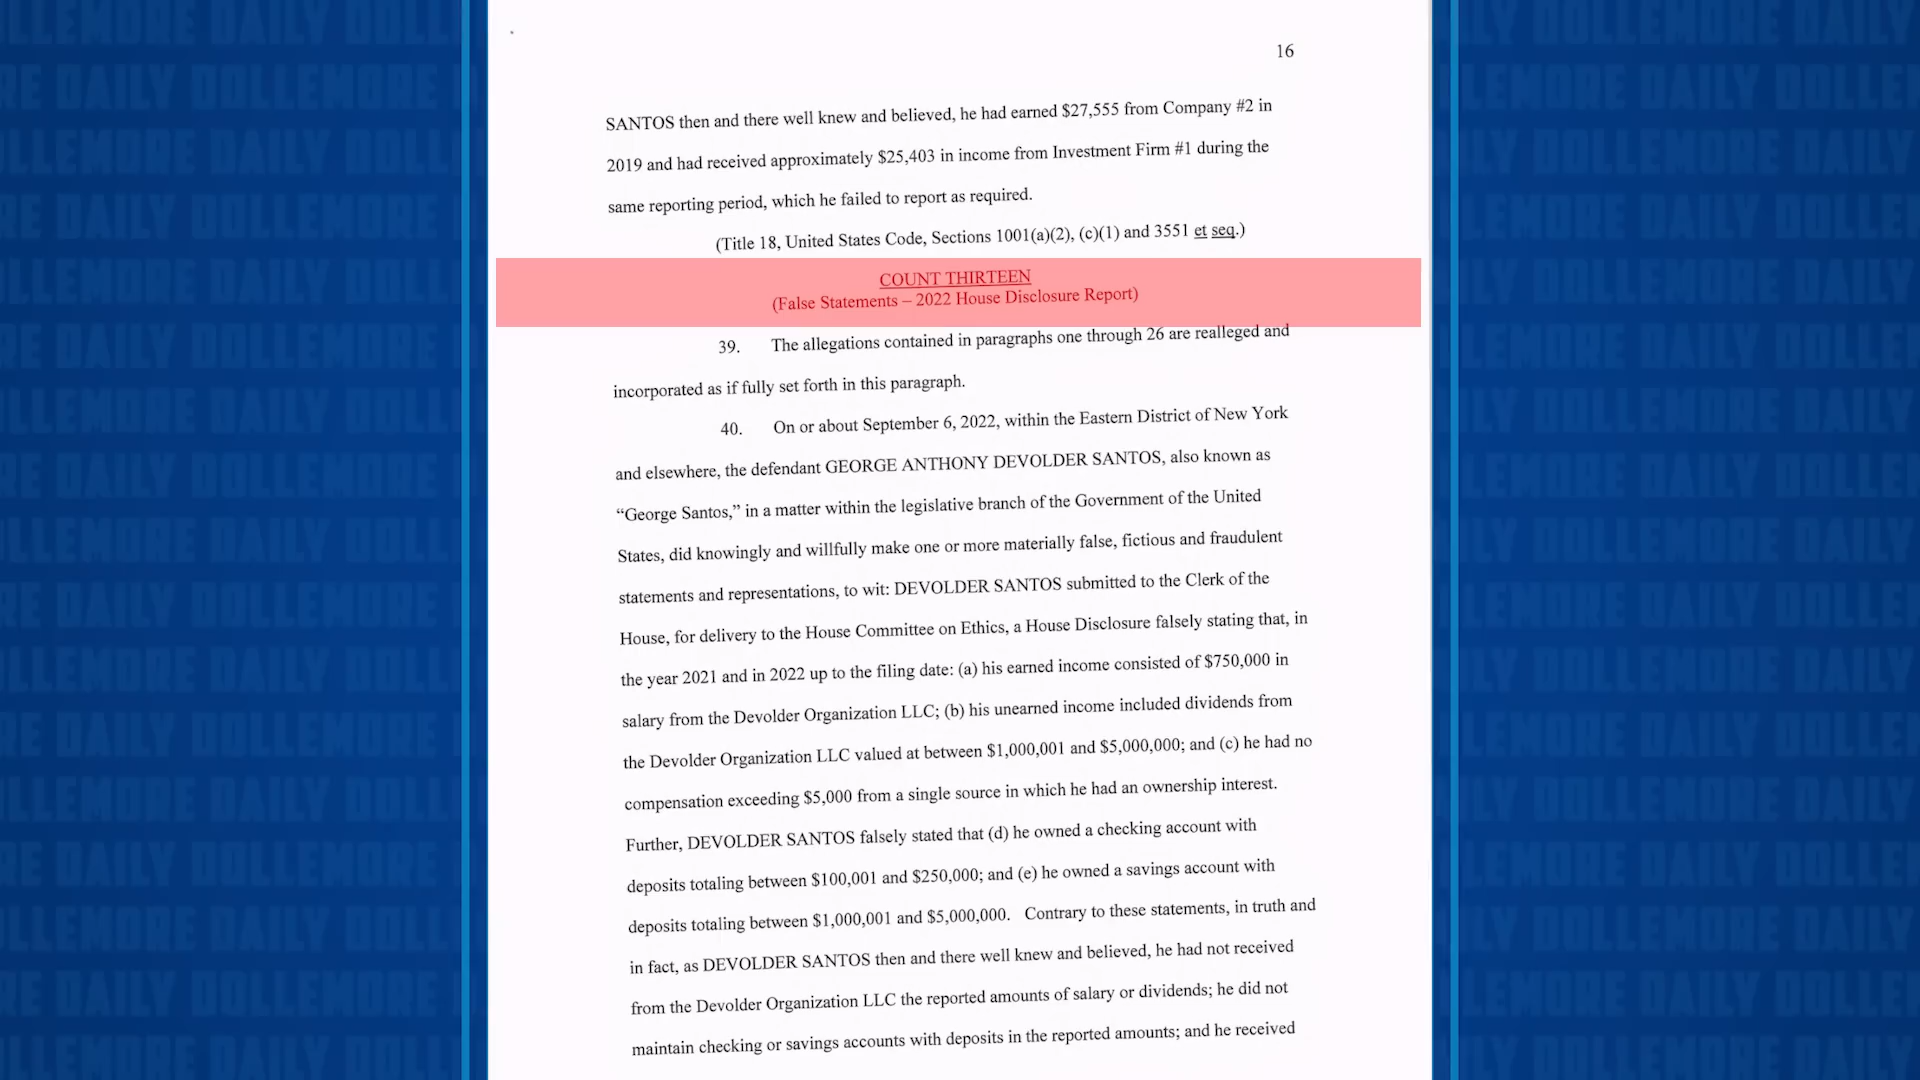 16
SANTOS then and there well knew and believed, he had earned $27,555 from Company #2 in
2019 and had received approximately $25,403 in income from Investment Firm #1 during the
same reporting period, which he failed to report as required.
(Title 18, United States Code, Sections 1001(a)(2), (c)(1) and 3551 et seq.)
COUNT THIRTEEN
(False Statements – 2022 House Disclosure Report)
39. The allegations contained in paragraphs one through 26 are realleged and
incorporated as if fully set forth in this paragraph.
40. On or about September 6, 2022, within the Eastern District of New York
and elsewhere, the defendant GEORGE ANTHONY DEVOLDER SANTOS, also known as
“George Santos,” in a matter within the legislative branch of the Government of the United
States, did knowingly and willfully make one or more materially false, fictious and fraudulent
statements and representations, to wit: DEVOLDER SANTOS submitted to the Clerk of the
House, for delivery to the House Committee on Ethics, a House Disclosure falsely stating that, in
the year 2021 and in 2022 up to the filing date: (a) his earned income consisted of $750,000 in
salary from the Devolder Organization LLC; (b) his unearned income included dividends from
the Devolder Organization LLC valued at between $1,000,001 and $5,000,000; and (c) he had no
compensation exceeding $5,000 from a single source in which he had an ownership interest.
Further, DEVOLDER SANTOS falsely stated that (d) he owned a checking account with
deposits totaling between $100,001 and $250,000; and (e) he owned a savings account with
deposits totaling between $1,000,001 and $5,000,000. Contrary to these statements, in truth and
in fact, as DEVOLDER SANTOS then and there well knew and believed, he had not received
from the Devolder Organization LLC the reported amounts of salary or dividends; he did not
maintain checking or savings accounts with deposits in the reported amounts; and he received